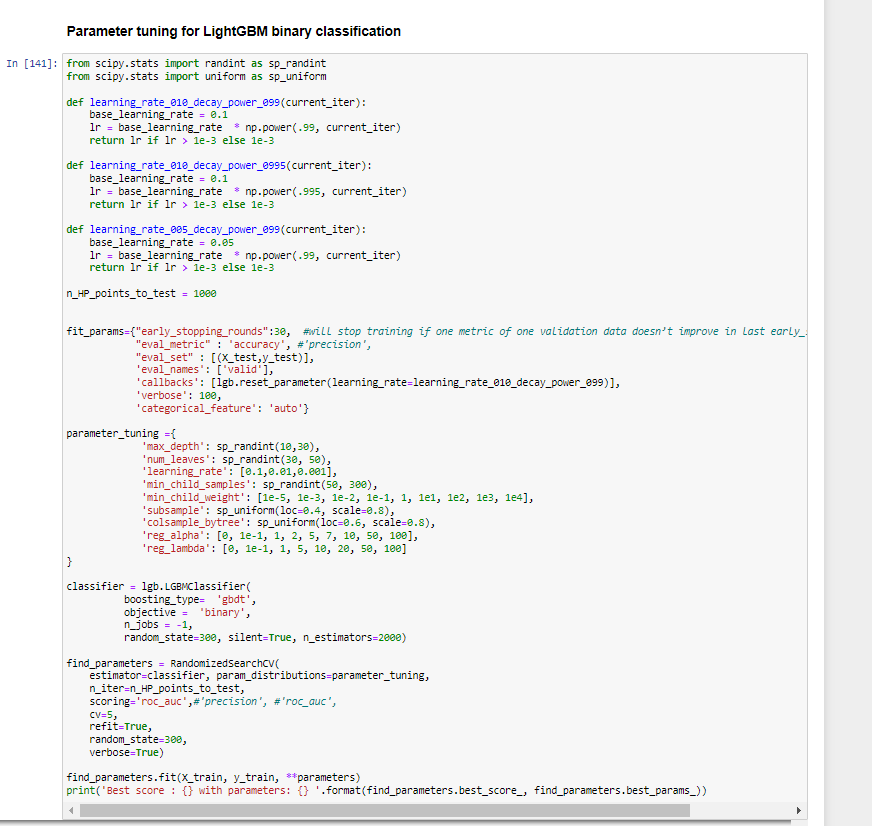 Parameter tuning for LightGBM binary classification
In [141]: from scipy.stats import randint as sp_randint
from scipy.stats import uniform as sp_uniform
def learning_rate_010_decay_power_099(current_iter):
    base_learning_rate = 0.1
    lr = base_learning_rate  * np.power(.99, current_iter)
    return lr if lr > 1e-3 else 1e-3
def learning_rate_010_decay_power_0995(current_iter):
    base_learning_rate = 0.1
    lr = base_learning_rate  * np.power(.995, current_iter)
    return lr if lr > 1e-3 else 1e-3
def learning_rate_005_decay_power_099(current_iter):
    base_learning_rate = 0.05
    lr = base_learning_rate  * np.power(.99, current_iter)
    return lr if lr > 1e-3 else 1e-3
n_HP_points_to_test = 1000
fit_params={"early_stopping_rounds":30,  #will stop training if one metric of one validation data doesn't improve in last early_
            "eval_metric" : 'accuracy', #'precision',
            "eval_set" : [(X_test,y_test)],
            'eval_names': ['valid'],
            'callbacks': [lgb.reset_parameter(learning_rate=learning_rate_010_decay_power_099)],
            'verbose': 100,
            'categorical_feature': 'auto'}
parameter_tuning ={
             'max_depth': sp_randint(10,30),
             'num_leaves': sp_randint(30, 50),
             'learning_rate': [0.1,0.01,0.001],
             'min_child_samples': sp_randint(50, 300),
             'min_child_weight': [1e-5, 1e-3, 1e-2, 1e-1, 1, 1e1, 1e2, 1e3, 1e4],
             'subsample': sp_uniform(loc=0.4, scale=0.8),
             'colsample_bytree': sp_uniform(loc=0.6, scale=0.8),
             'reg_alpha': [0, 1e-1, 1, 2, 5, 7, 10, 50, 100],
             'reg_lambda': [0, 1e-1, 1, 5, 10, 20, 50, 100]
}
classifier = lgb.LGBMClassifier(
          boosting_type=  'gbdt',
          objective =  'binary',
          n_jobs = -1,
          random_state=300, silent=True, n_estimators=2000)
find_parameters = RandomizedSearchCV(
    estimator=classifier, param_distributions=parameter_tuning,
    n_iter=n_HP_points_to_test,
    scoring='roc_auc',#'precision', #'roc_auc',
    cv=5,
    refit=True,
    random_state=300,
    verbose=True)
find_parameters.fit(X_train, y_train, **parameters)
print('Best score : {} with parameters: {} '.format(find_parameters.best_score_, find_parameters.best_params_))